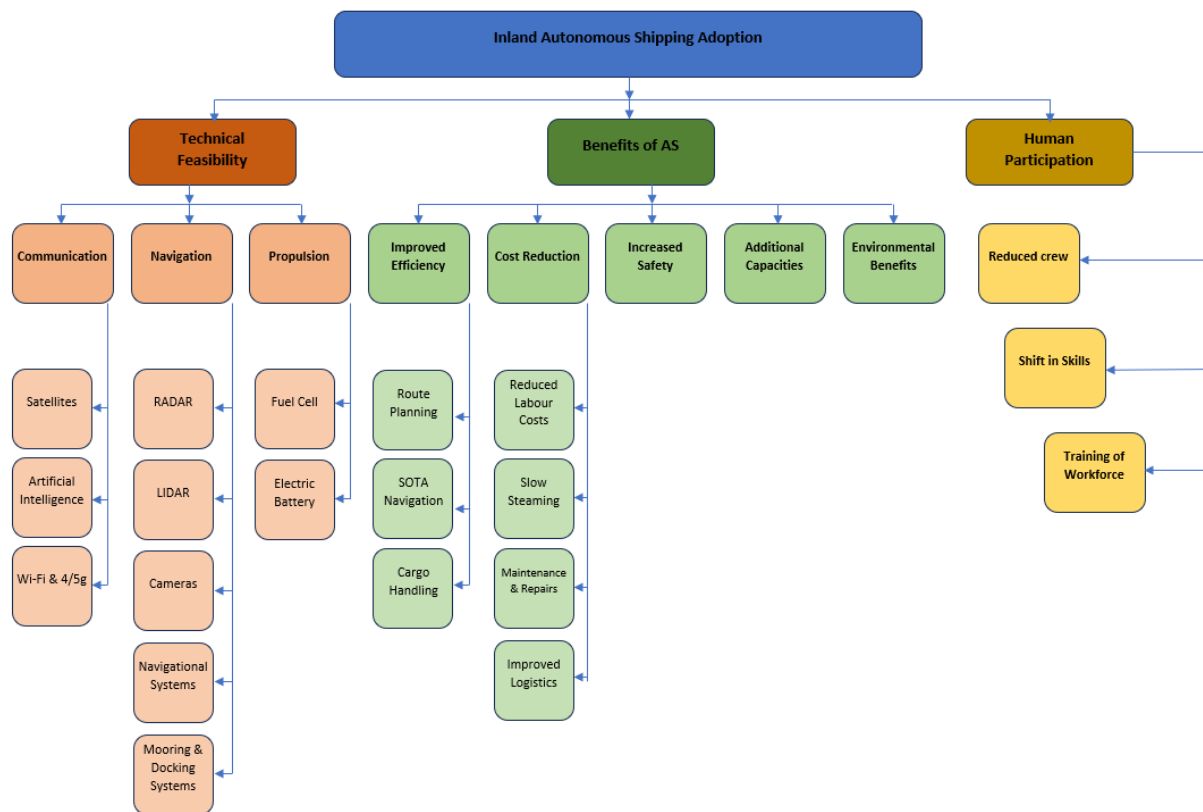 Inland Autonomous Shipping Adoption
Technical
Feasibility
Benefits of AS
Human
Participation
Communication
Navigation
Propulsion
Improved
Efficiency
Cost Reduction
Increased
Safety
Additional
Capacities
Environmental
Benefits
Reduced crew
Satellites
RADAR
Fuel Cell
Route
Planning
Reduced
Labour
Costs
Shift in Skills
Artificial
Intelligence
LIDAR
Electric
Battery
SOTA
Navigation
Slow
Steaming
Training of
Workforce
Wi-Fi & 4/5g
Cameras
Cargo
Handling
Maintenance
& Repairs
Navigational
Systems
Improved
Logistics
Mooring &
Docking
Systems